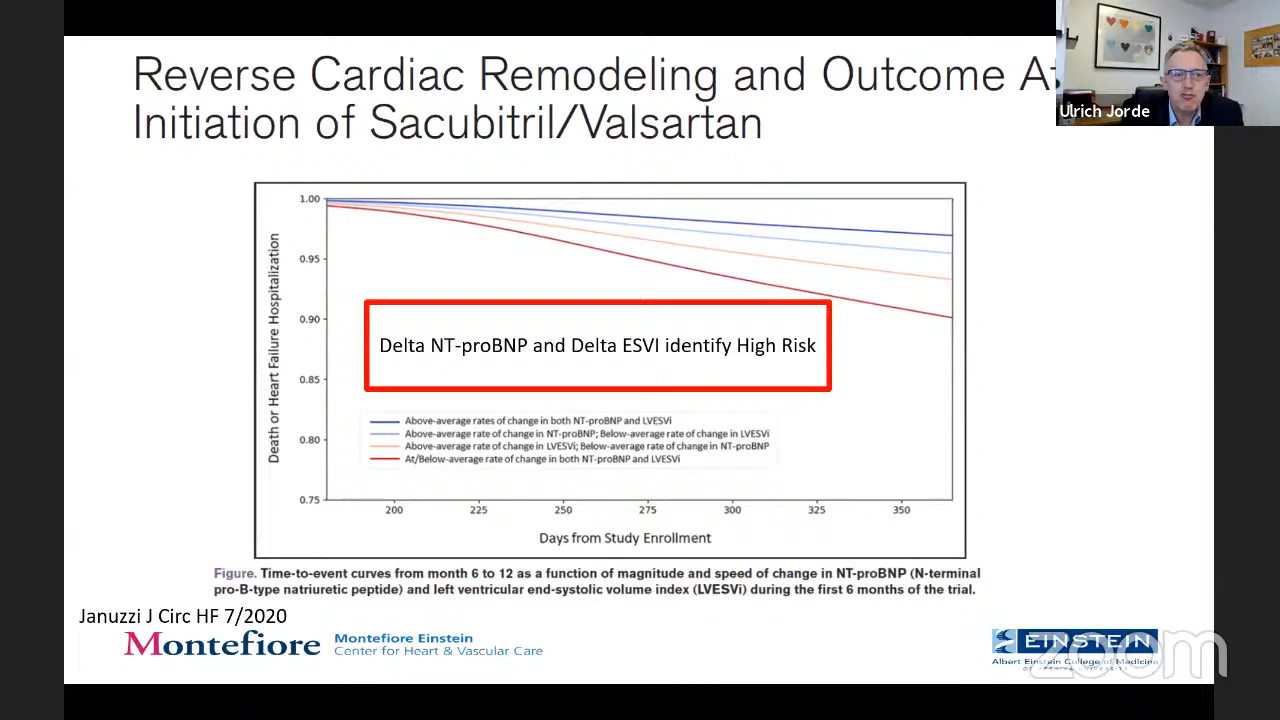 Reverse Cardiac Remodeling and Outcome A
Initiation of Sacubitril/Valsartan
Ulrich Jorde
Death or Heart Failure Hospitalization
1.00
0.95
0.90
0.85
0.80
0.75
Delta NT-proBNP and Delta ESVI identify High Risk
Above-average rates of change in both NT-proBNP and LVESVi
Above-average rate of change in NT-proBNP; Below-average rate of change in LVESVi
Above-average rate of change in LVESVi; Below-average rate of change in NT-proBNP
At/Below-average rate of change in both NT-proBNP and LVESVi
200 225 250 275 300 325 350
Days from Study Enrollment
Figure. Time-to-event curves from month 6 to 12 as a function of magnitude and speed of change in NT-proBNP (N-terminal
pro-B-type natriuretic peptide) and left ventricular end-systolic volume index (LVESVi) during the first 6 months of the trial.
Januzzi J Circ HF 7/2020
Montefiore
Montefiore Einstein
Center for Heart & Vascular Care
EINSTEIN
Albert Einstein College of Medicine
zoom